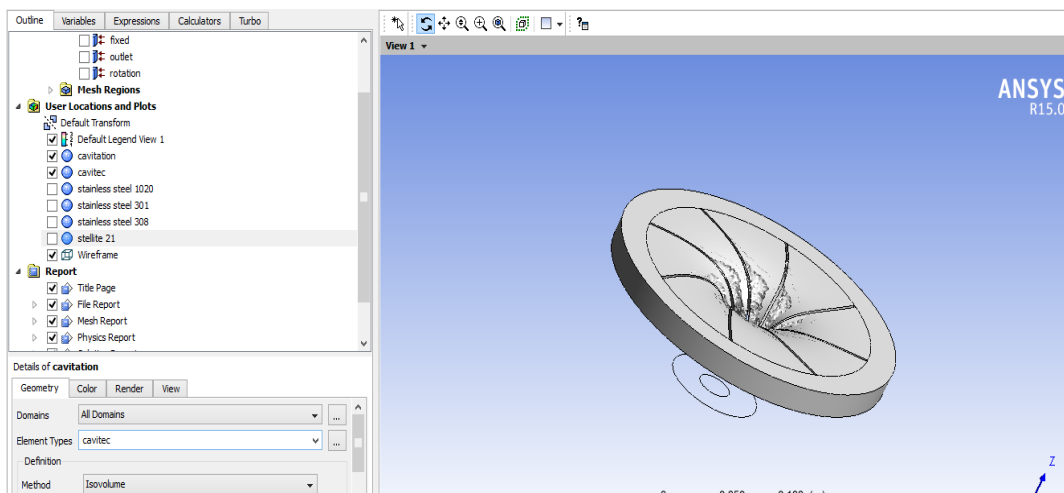 Outline Variables Expressions Calculators Turbo
fixed
outlet
rotation
Mesh Regions
User Locations and Plots
Default Transform
Default Legend View 1
cavitation
cavitec
stainless steel 1020
stainless steel 301
stainless steel 308
stellite 21
Wireframe
Report
Title Page
File Report
Mesh Report
Physics Report
Details of cavitation
Geometry Color Render View
Domains All Domains ...
Element Types cavitec ...
Definition
Method Isovolume
View 1
ANSYS
R15.0
Z